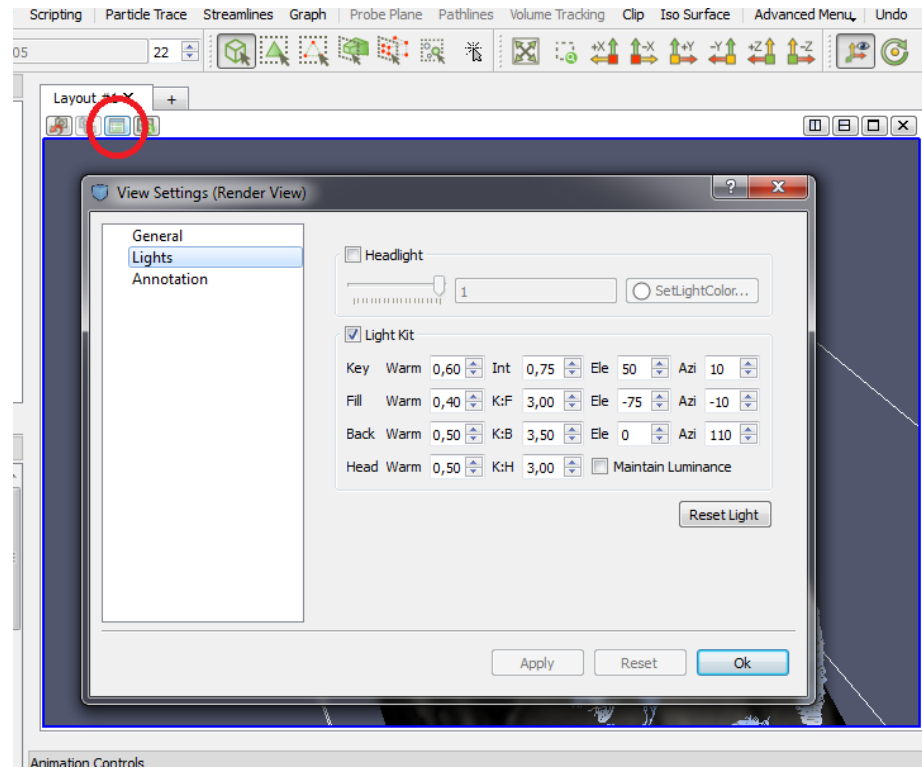 Scripting Particle Trace Streamlines Graph Probe Plane Pathlines Volume Tracking Clip Iso Surface Advanced Menu Undo
05 22 +X -X +Y -Y +Z -Z
Layout #1 X +
View Settings (Render View) ? X
General
Lights
Annotation
Headlight
1 SetLightColor...
Light Kit
Key Warm 0,60 Int 0,75 Ele 50 Azi 10
Fill Warm 0,40 K:F 3,00 Ele -75 Azi -10
Back Warm 0,50 K:B 3,50 Ele 0 Azi 110
Head Warm 0,50 K:H 3,00 Maintain Luminance
Reset Light
Apply Reset Ok
Animation Controls